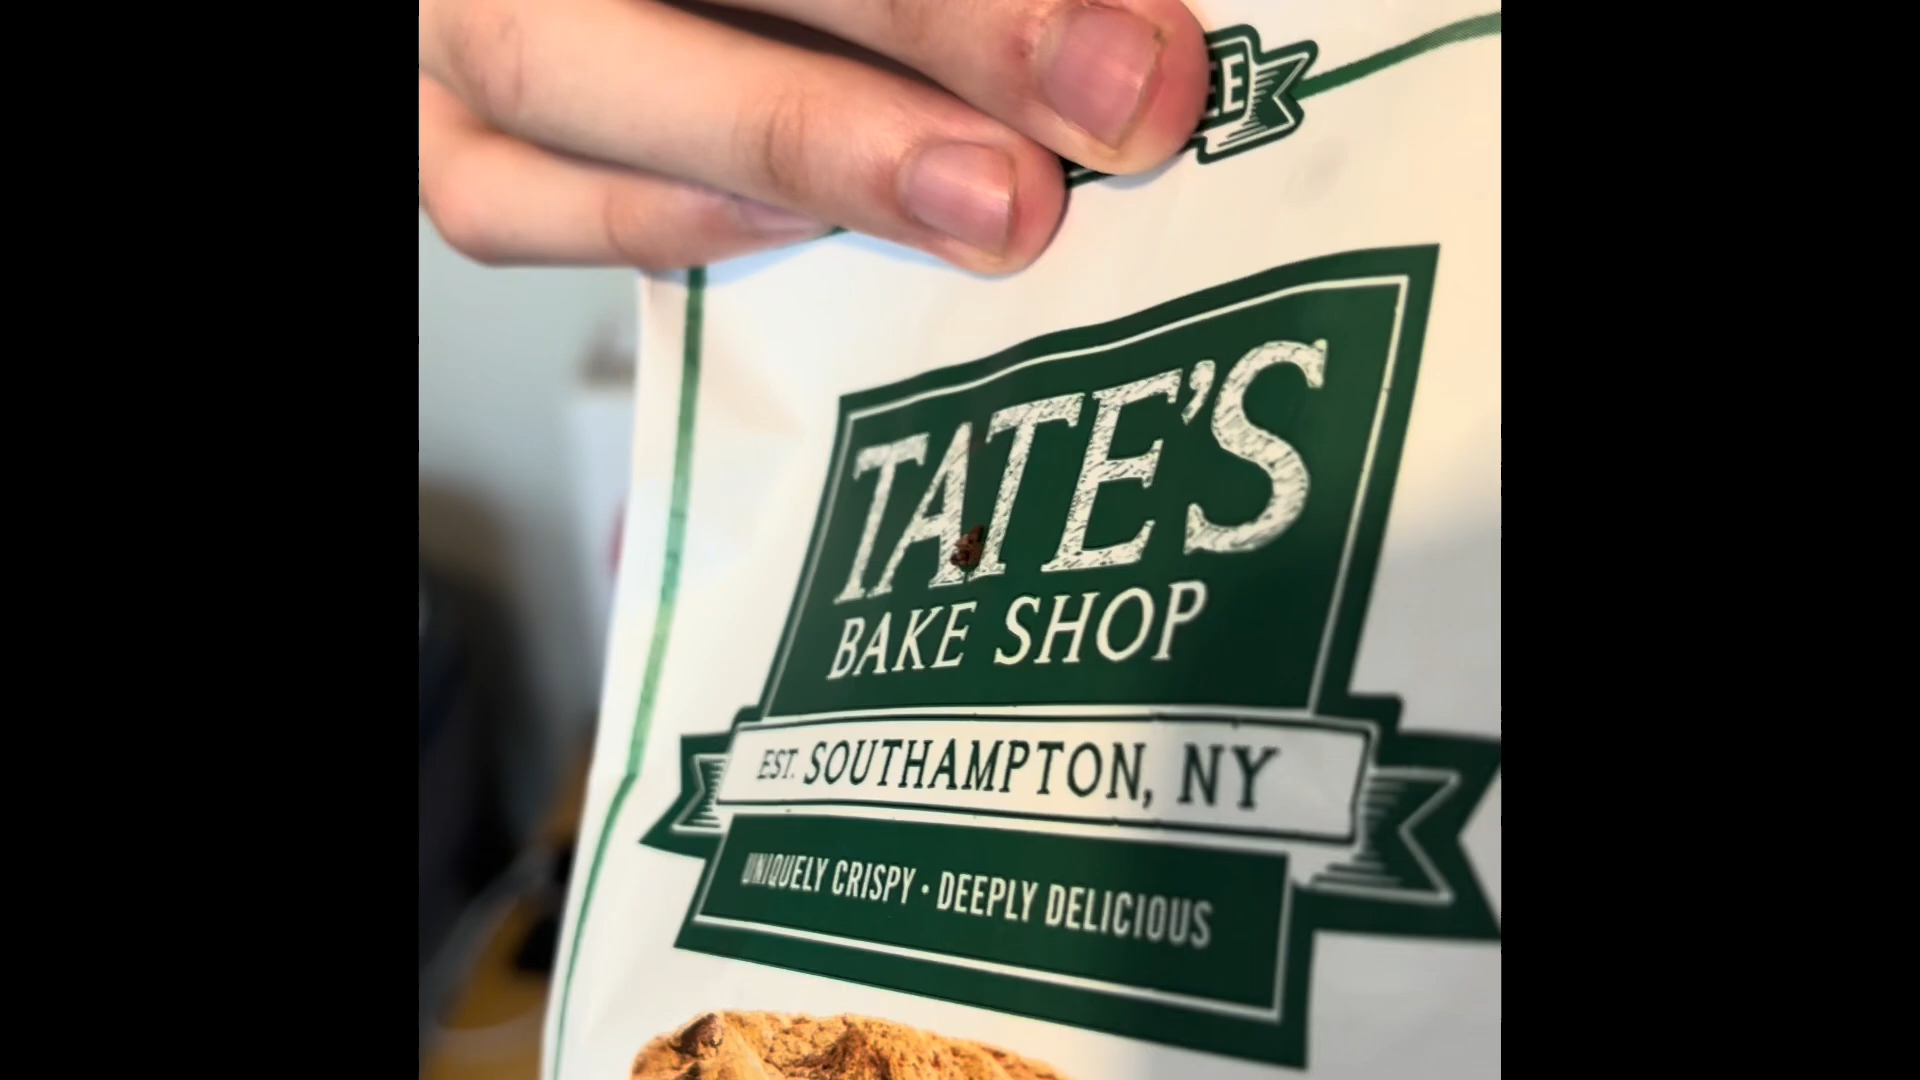 TATE'S
BAKE SHOP
EST. SOUTHAMPTON, NY
UNIQUELY CRISPY • DEEPLY DELICIOUS